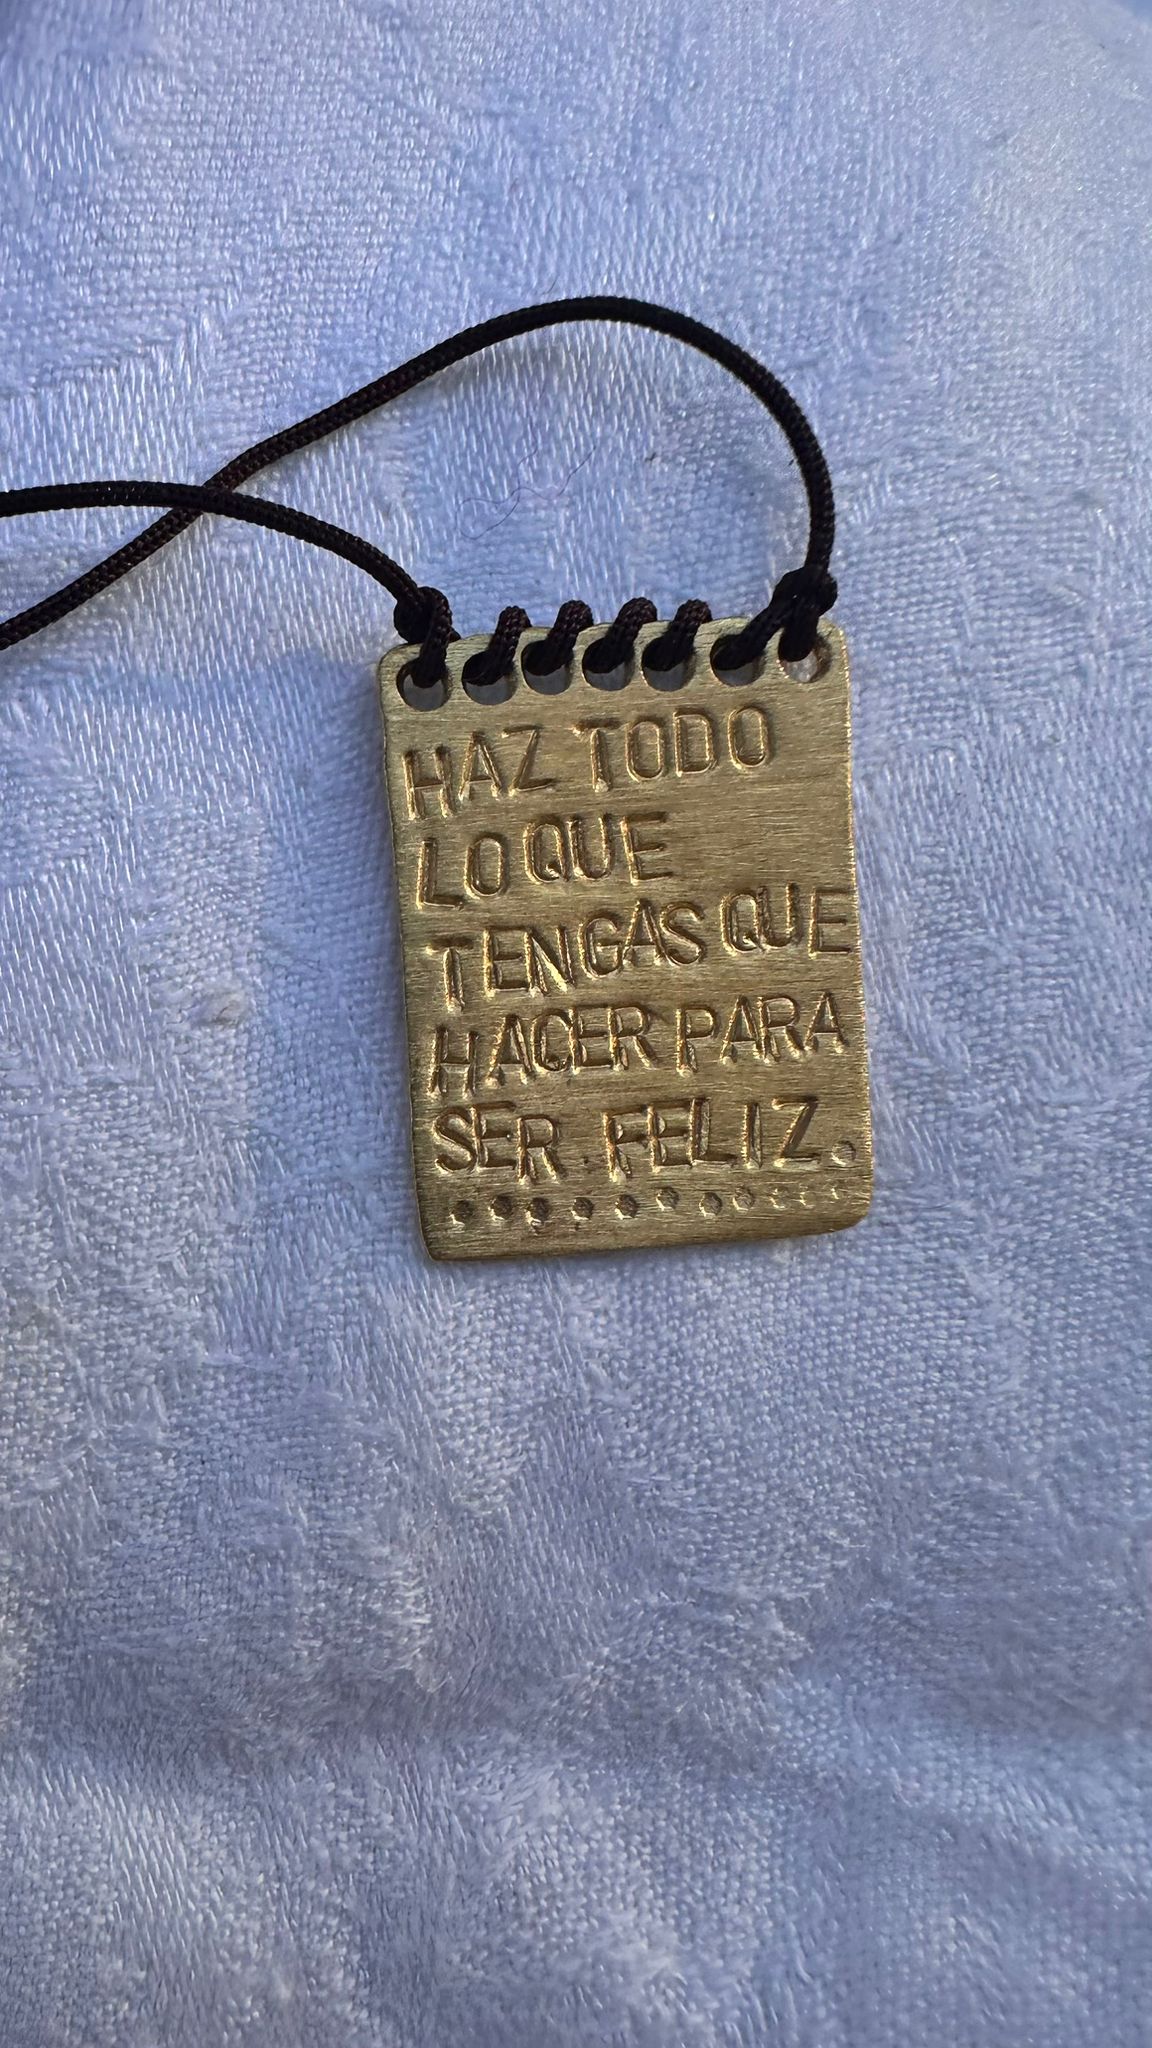 HAZ TODO
LO QUE
TENGAS QUE
HACER PARA
SER FELIZ.